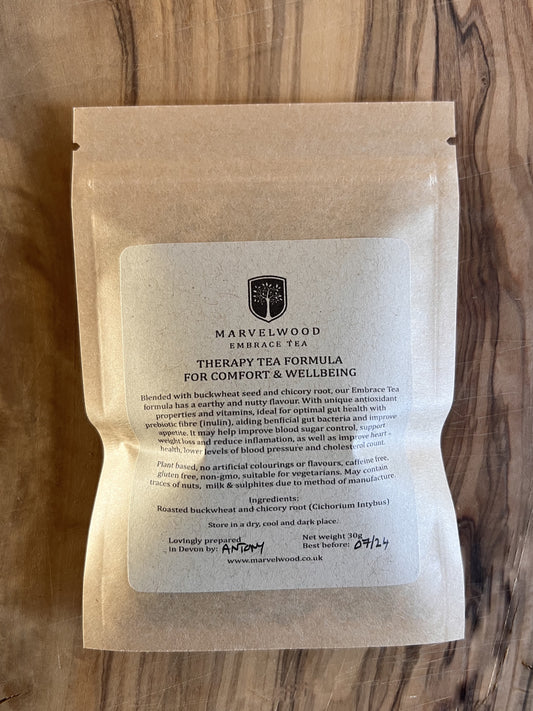 MARVELWOOD
EMBRACE TEA
THERAPY TEA FORMULA
FOR COMFORT & WELLBEING
Blended with buckwheat seed and chicory root, our Embrace Tea
formula has a earthy and nutty flavour. With unique antioxidant
properties and vitamins, ideal for optimal gut health with
prebiotic fibre (Inulin), aiding benficial gut bacteria and improve
appetite. It may help improve blood sugar control, support
weight loss and reduce inflamation, as well as improve heart
health, lower levels of blood pressure and cholesterol count.
Plant based, no artificial colourings or flavours, caffeine free,
gluten free, non-gmo, suitable for vegetarians. May contain
traces of nuts, milk & sulphites due to method of manufacture.
Ingredients:
Roasted buckwheat and chicory root (Cichorium Intybus)
Store in a dry, cool and dark place.
Lovingly prepared
in Devon by: ANTONY
Net weight 30g
Best before: 07/24
www.marvelwood.co.uk